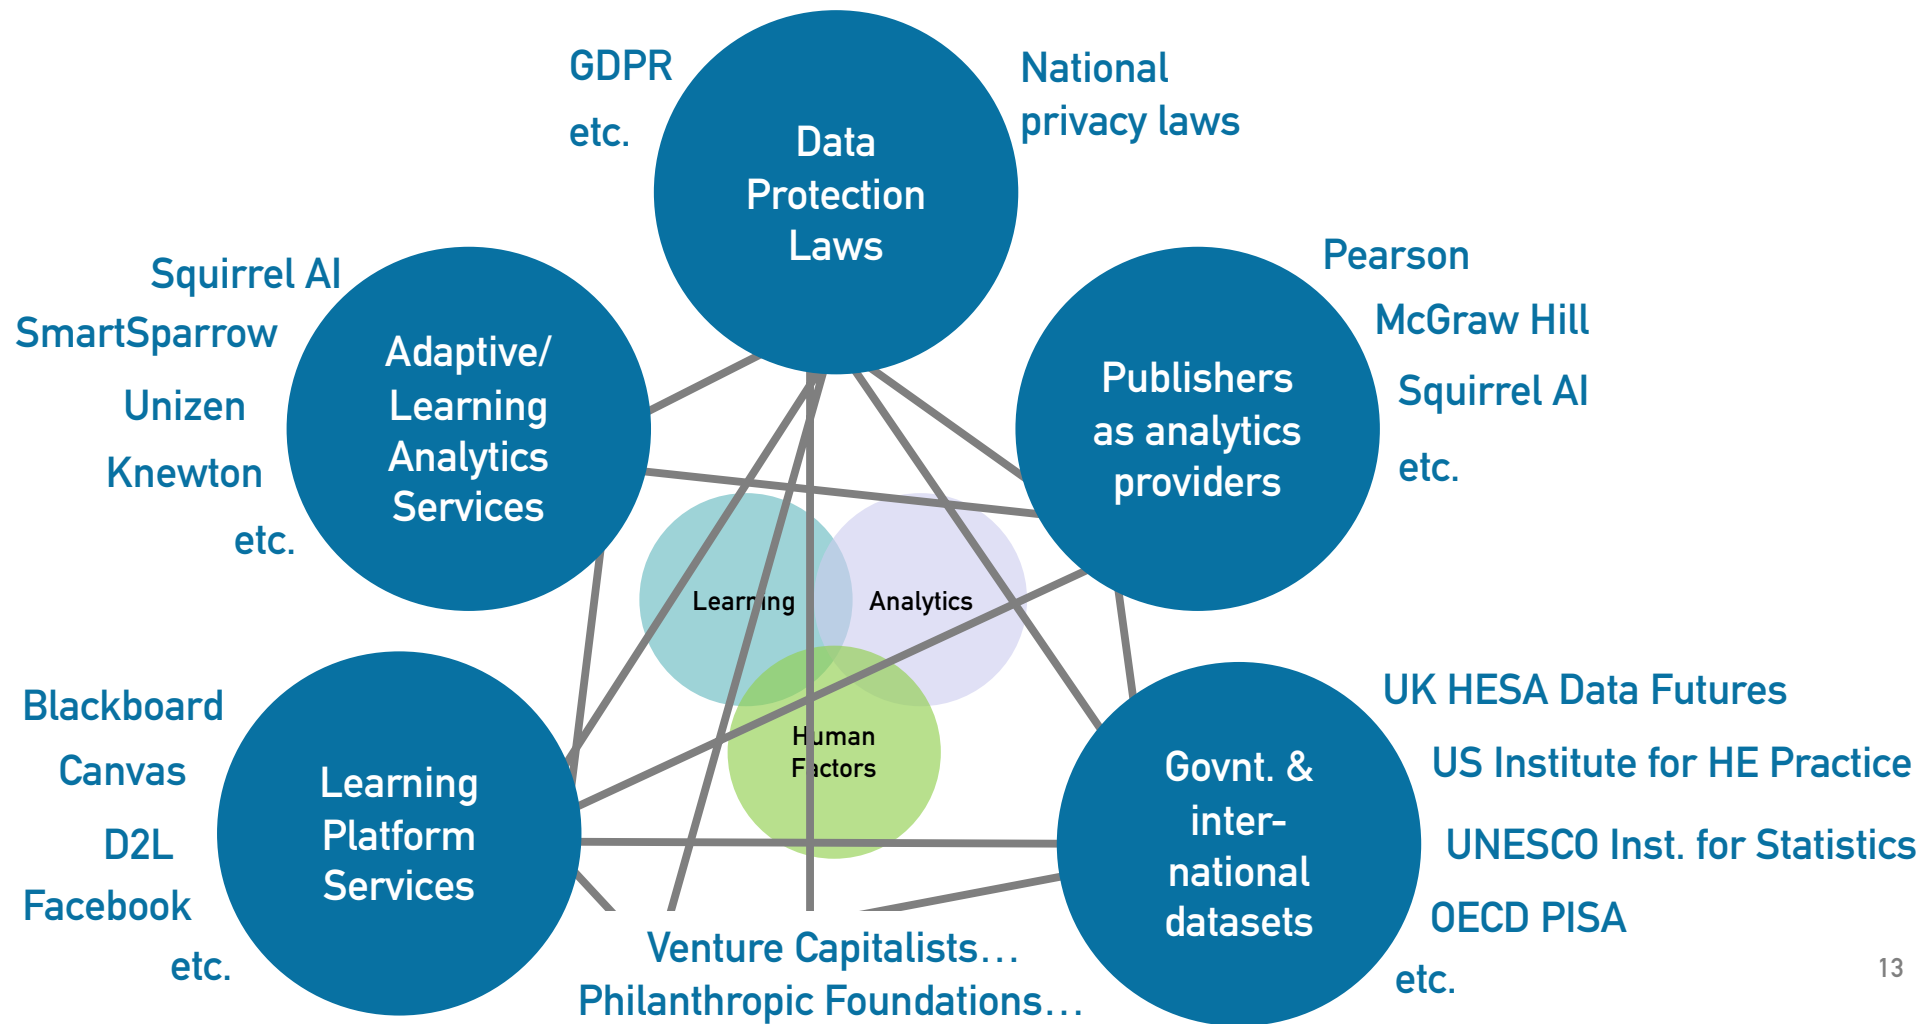 GDPR
etc.
Data
Protection
Laws
National
privacy laws
Squirrel AI
SmartSparrow
Unizen
Knewton
etc.
Adaptive/
Learning
Analytics
Services
Publishers
as analytics
providers
Pearson
McGraw Hill
Squirrel AI
etc.
Learning
Analytics
Human
Factors
Blackboard
Canvas
D2L
Facebook
etc.
Learning
Platform
Services
Govnt. &
inter-
national
datasets
UK HESA Data Futures
US Institute for HE Practice
UNESCO Inst. for Statistics
OECD PISA
etc.
Venture Capitalists…
Philanthropic Foundations…
13